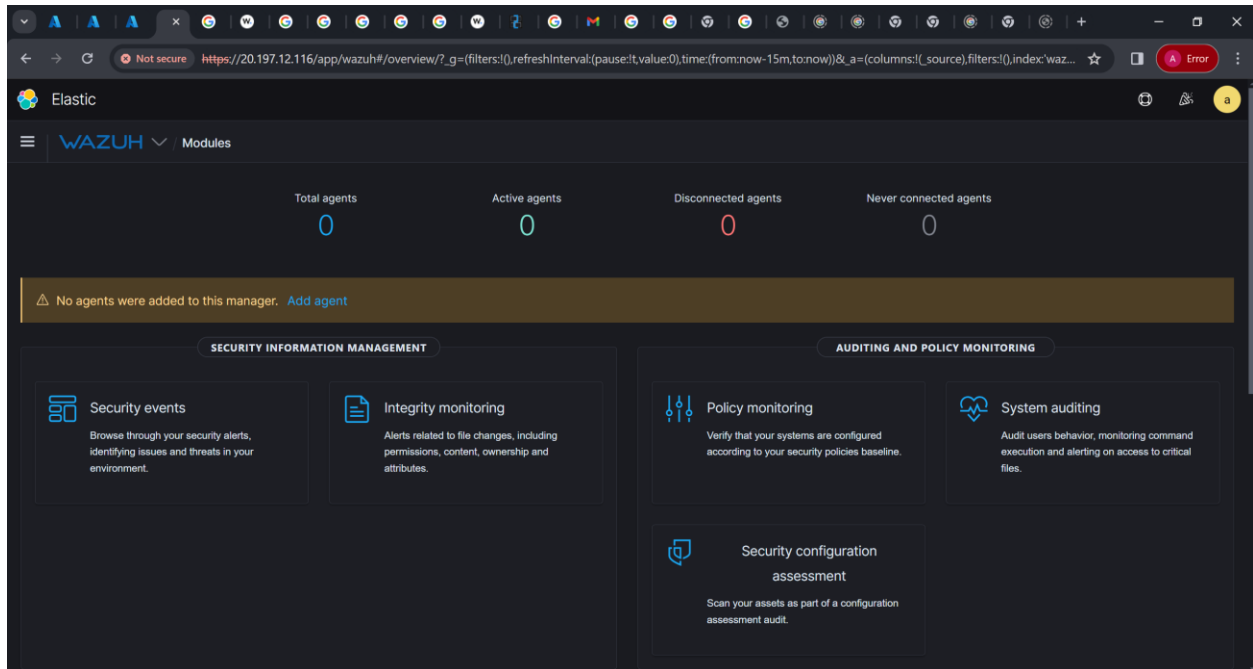 Not secure https://20.197.12.116/app/wazuh#/overview/?_g=(filters:!(),refreshInterval:(pause:!t,value:0),time:(from:now-15m,to:now))&_a=(columns:!(_source),filters:!(),index:'waz... A Error
Elastic a
WAZUH / Modules
Total agents Active agents Disconnected agents Never connected agents
0 0 0 0
No agents were added to this manager. Add agent
SECURITY INFORMATION MANAGEMENT
Security events
Browse through your security alerts,
identifying issues and threats in your
environment.
Integrity monitoring
Alerts related to file changes, including
permissions, content, ownership and
attributes.
AUDITING AND POLICY MONITORING
Policy monitoring
Verify that your systems are configured
according to your security policies baseline.
System auditing
Audit users behavior, monitoring command
execution and alerting on access to critical
files.
Security configuration
assessment
Scan your assets as part of a configuration
assessment audit.